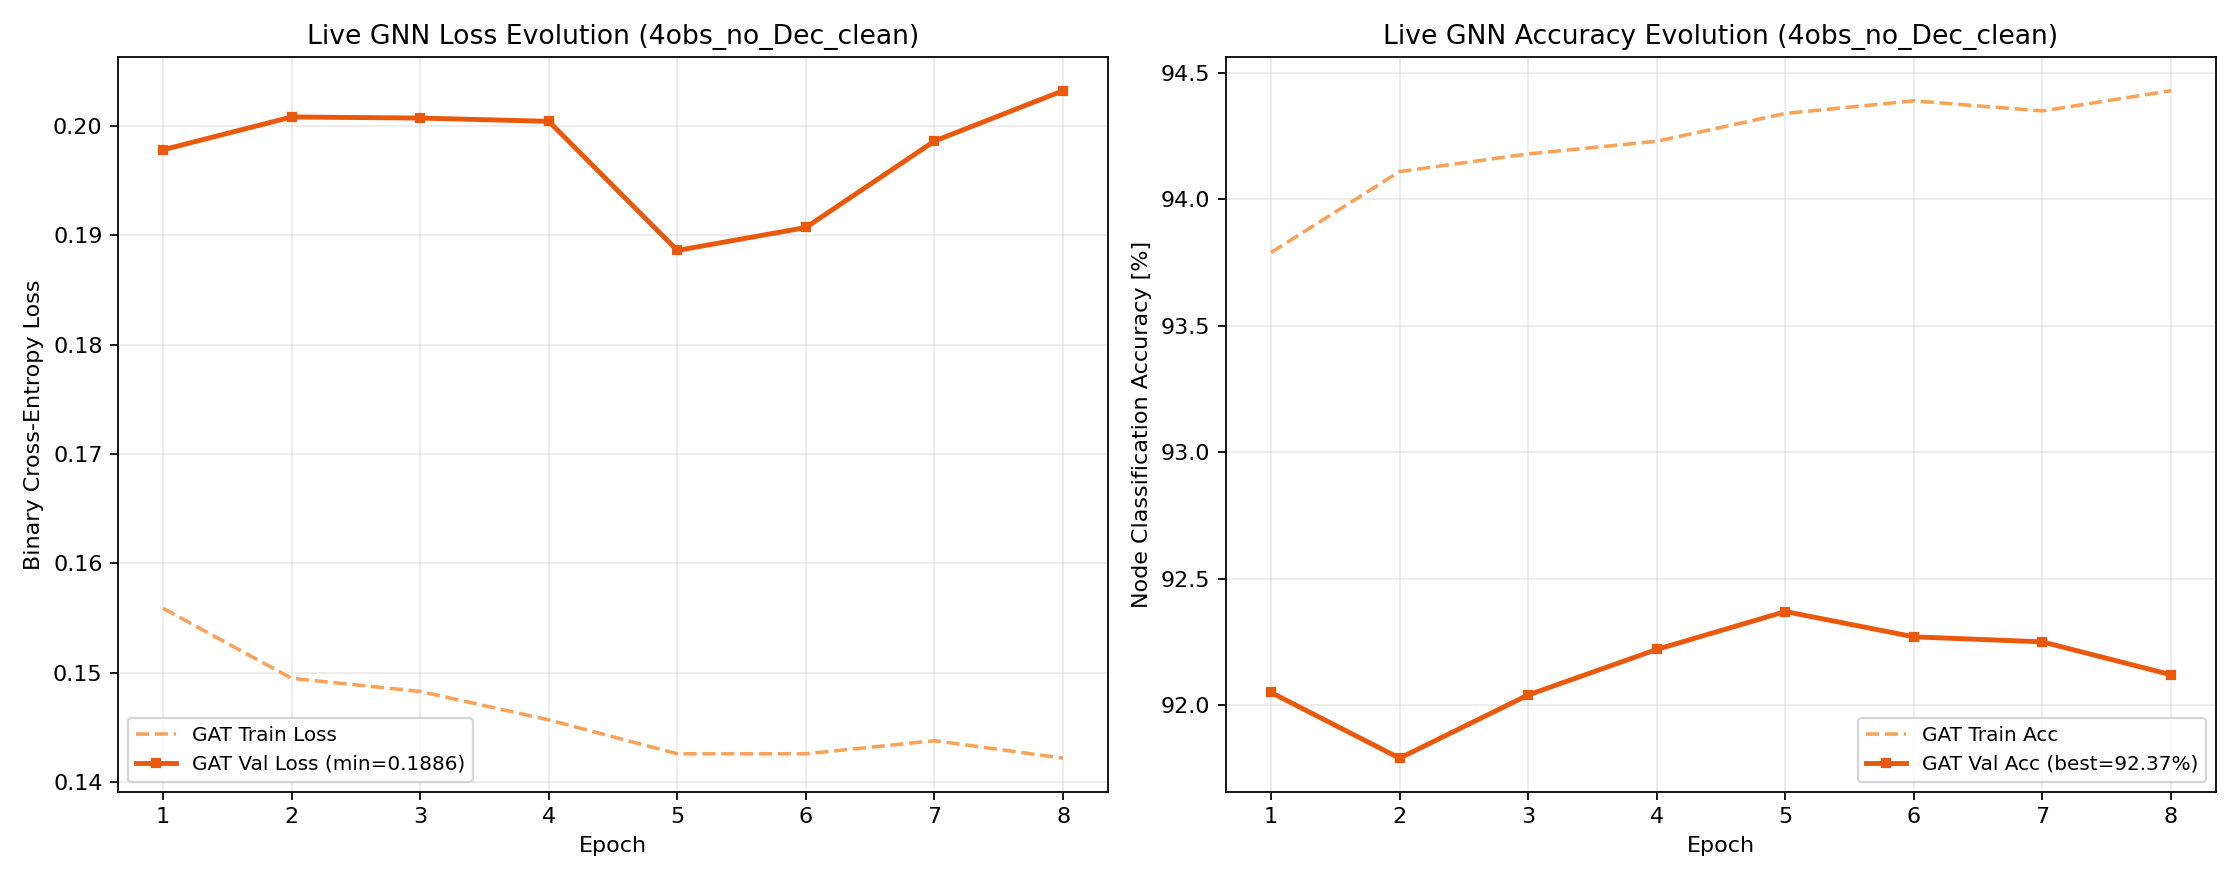 Live GNN Loss Evolution (4obs_no_Dec_clean)
Binary Cross-Entropy Loss
0.20
0.19
0.18
0.17
0.16
0.15
0.14
GAT Train Loss
GAT Val Loss (min=0.1886)
1 2 3 4 5 6 7 8
Epoch
Live GNN Accuracy Evolution (4obs_no_Dec_clean)
Node Classification Accuracy [%]
94.5
94.0
93.5
93.0
92.5
92.0
GAT Train Acc
GAT Val Acc (best=92.37%)
1 2 3 4 5 6 7 8
Epoch